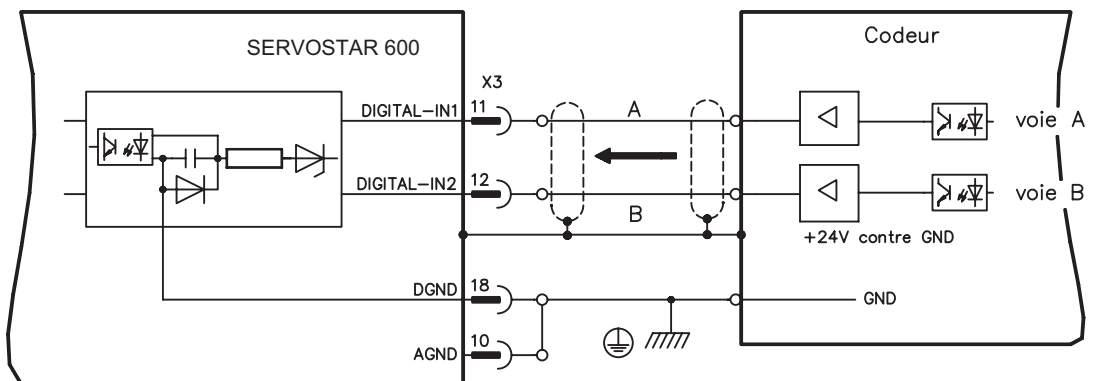 SERVOSTAR 600
Codeur
X3
DIGITAL-IN1
11
A
voie A
DIGITAL-IN2
12
B
voie B
+24V contre GND
DGND
18
GND
AGND
10